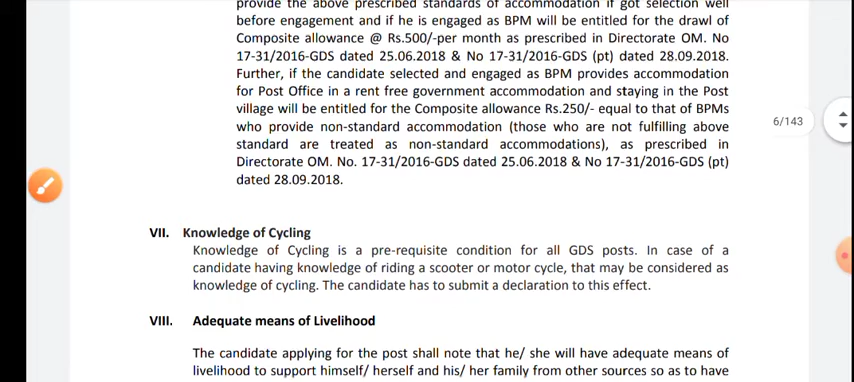 provide the above prescribed standards of accommodation if got selection well
before engagement and if he is engaged as BPM will be entitled for the drawl of
Composite allowance @ Rs.500/-per month as prescribed in Directorate OM. No
17-31/2016-GDS dated 25.06.2018 & No 17-31/2016-GDS (pt) dated 28.09.2018.
Further, if the candidate selected and engaged as BPM provides accommodation
for Post Office in a rent free government accommodation and staying in the Post
village will be entitled for the Composite allowance Rs.250/- equal to that of BPMs
who provide non-standard accommodation (those who are not fulfilling above
standard are treated as non-standard accommodations), as prescribed in
Directorate OM. No. 17-31/2016-GDS dated 25.06.2018 & No 17-31/2016-GDS (pt)
dated 28.09.2018.
6/143
VII. Knowledge of Cycling
Knowledge of Cycling is a pre-requisite condition for all GDS posts. In case of a
candidate having knowledge of riding a scooter or motor cycle, that may be considered as
knowledge of cycling. The candidate has to submit a declaration to this effect.
VIII. Adequate means of Livelihood
The candidate applying for the post shall note that he/ she will have adequate means of
livelihood to support himself/ herself and his/ her family from other sources so as to have